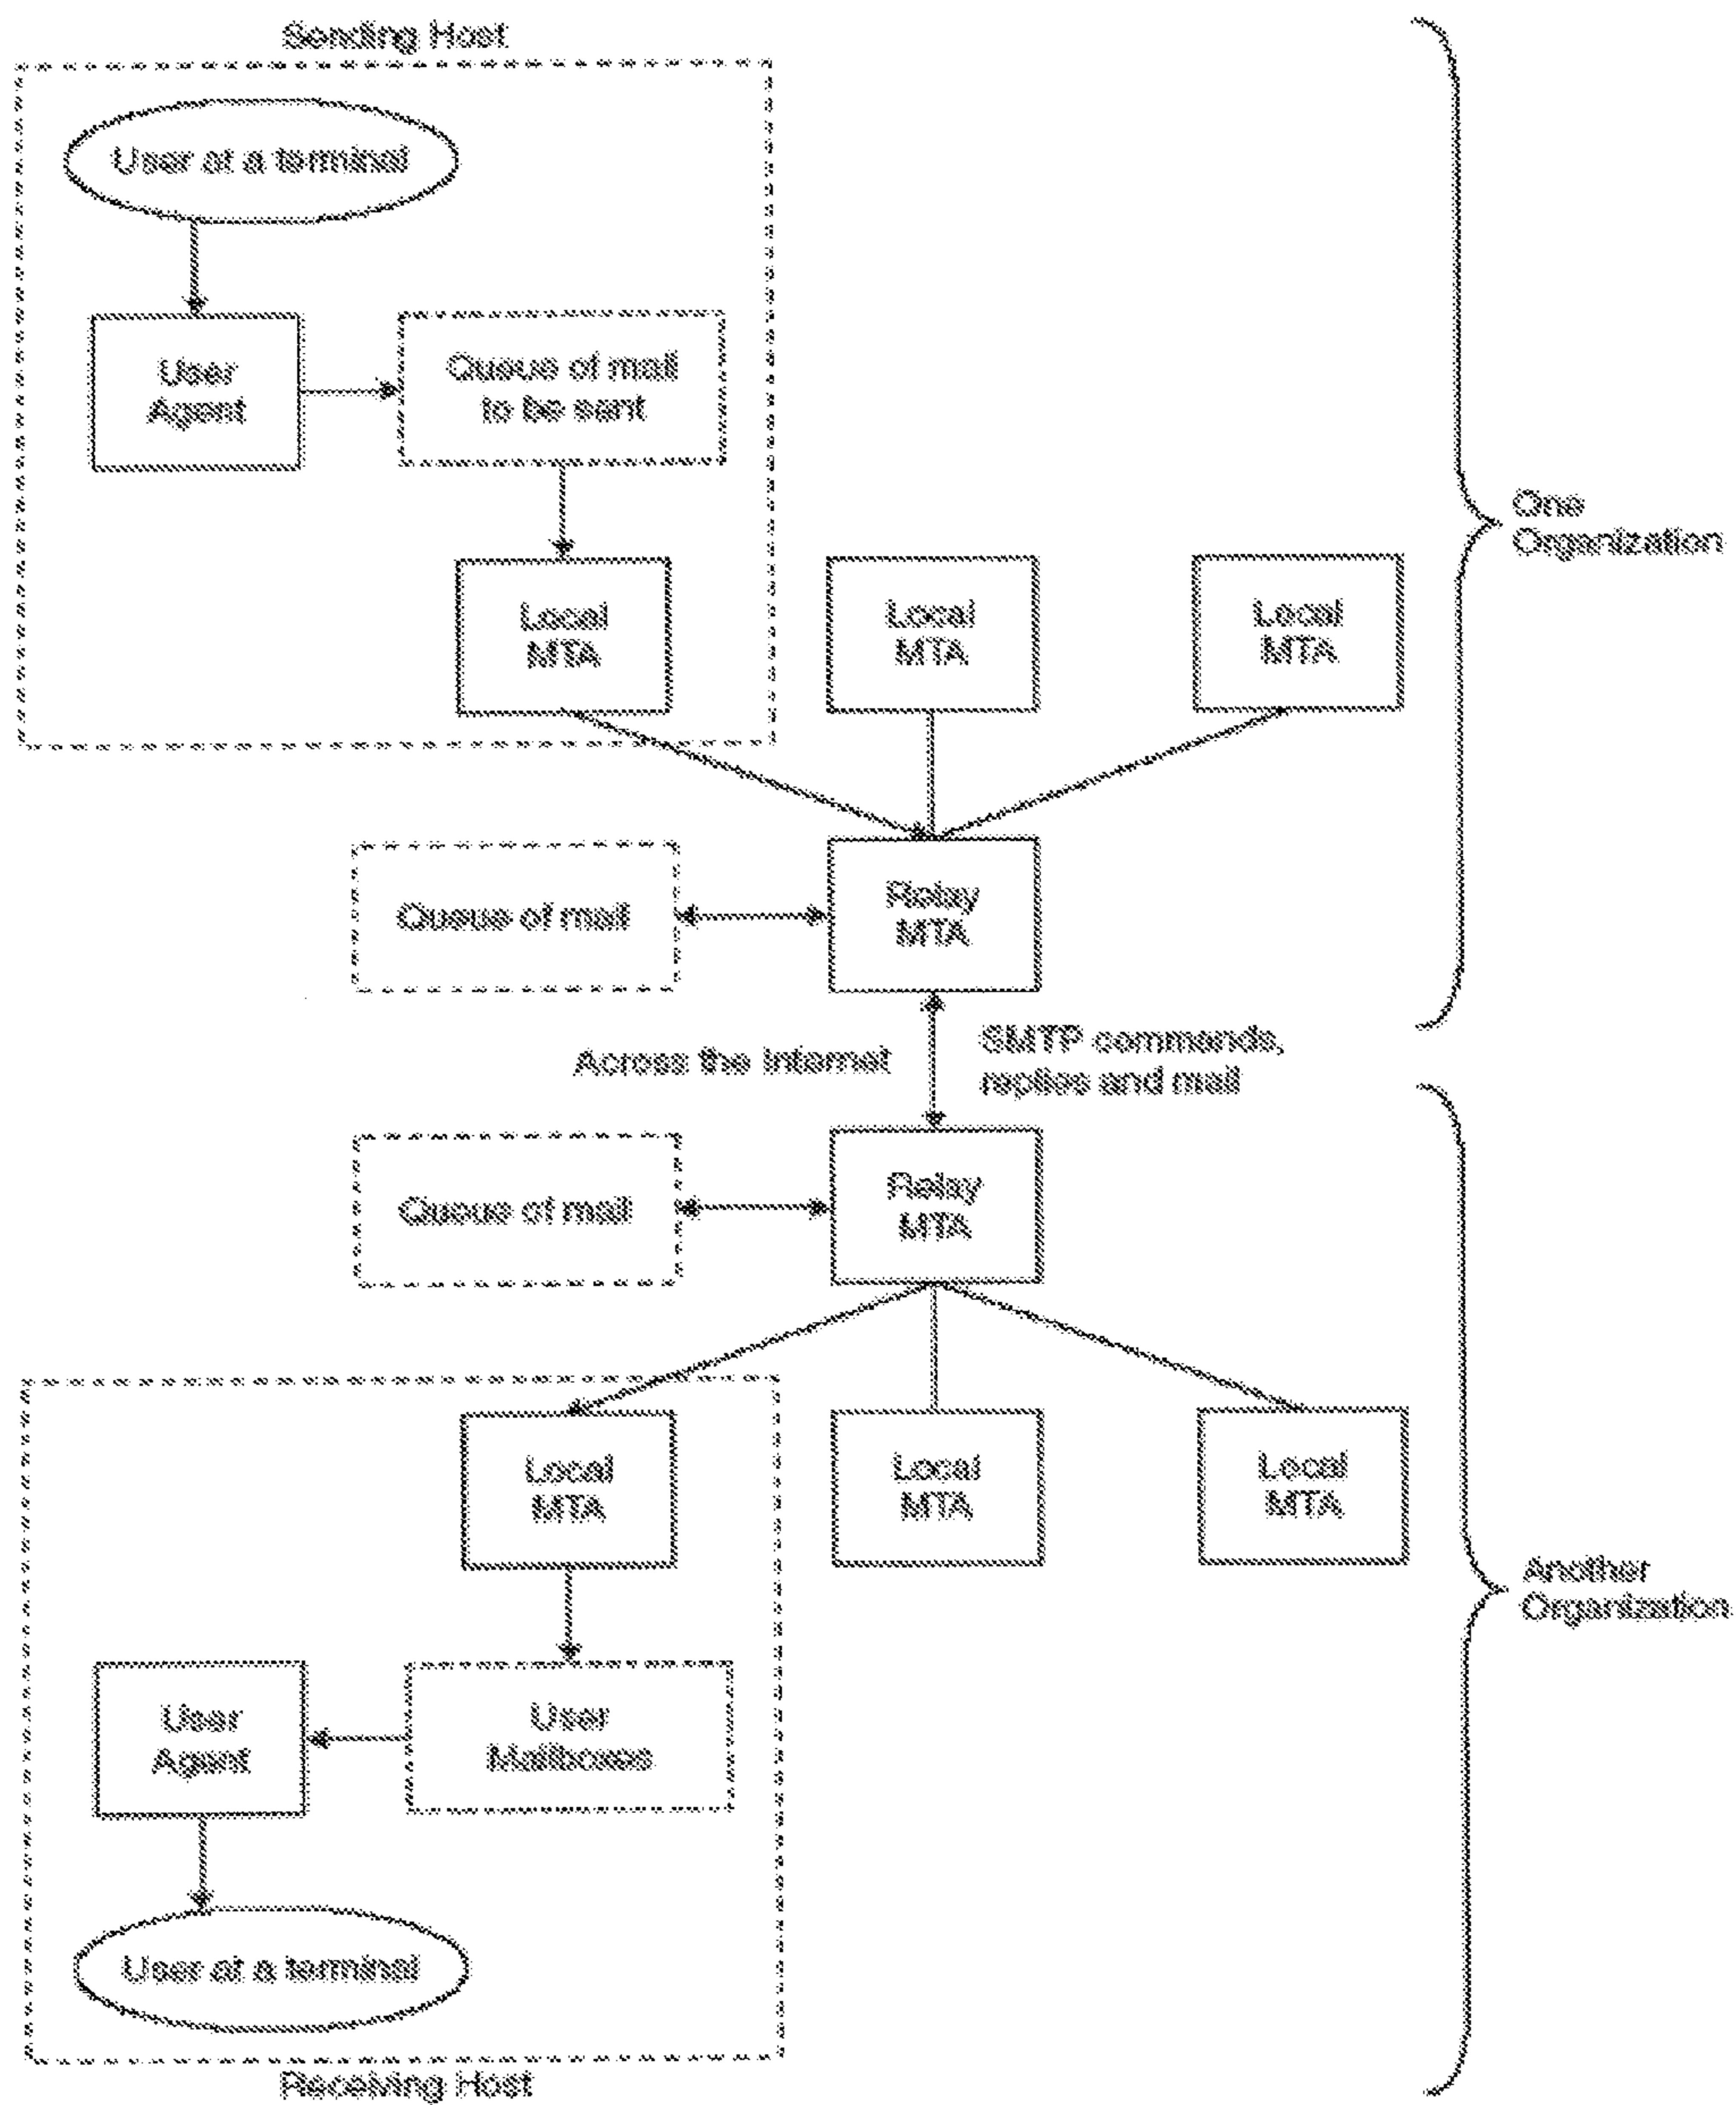 Sending Host
User at a terminal
User
Agent
Queue of mail
to be sent
Local
MTA
Local
MTA
Local
MTA
One
Organization
Queue of mail
Relay
MTA
Across the Internet
SMTP commands,
replies and mail
Queue of mail
Relay
MTA
Local
MTA
Local
MTA
Local
MTA
Another
Organization
User
Agent
User
Mailboxes
User at a terminal
Receiving Host